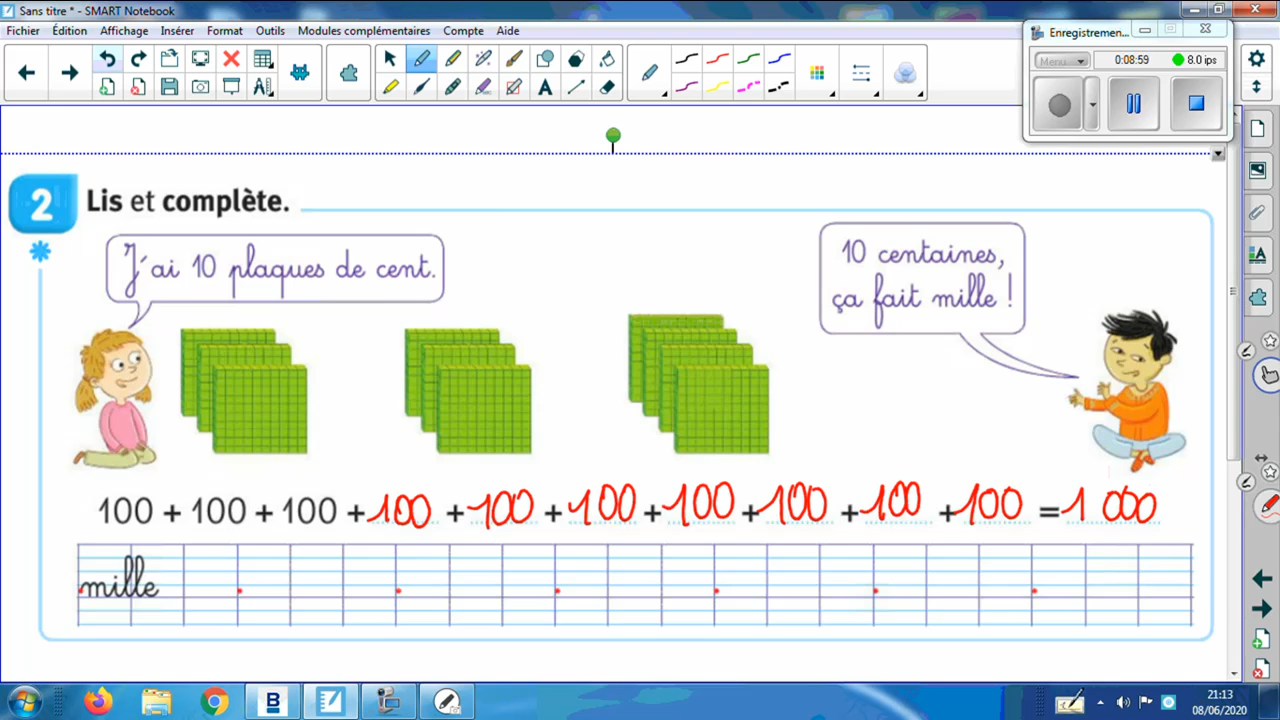 Sans titre * - SMART Notebook
Fichier Édition Affichage Insérer Format Outils Modules complémentaires Compte Aide
Enregistremen...
Menu 0:08:59 8.0 ips
2 Lis et complète.
J'ai 10 plaques de cent.
10 centaines,
ça fait mille !
100 + 100 + 100 + 100 + 100 + 100 + 100 + 100 + 100 + 100 = 1 000
mille
B
21:13
08/06/2020